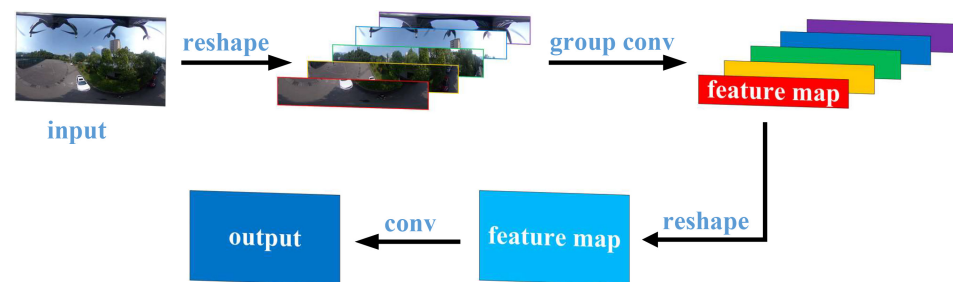 input
reshape
group conv
feature map
reshape
feature map
conv
output